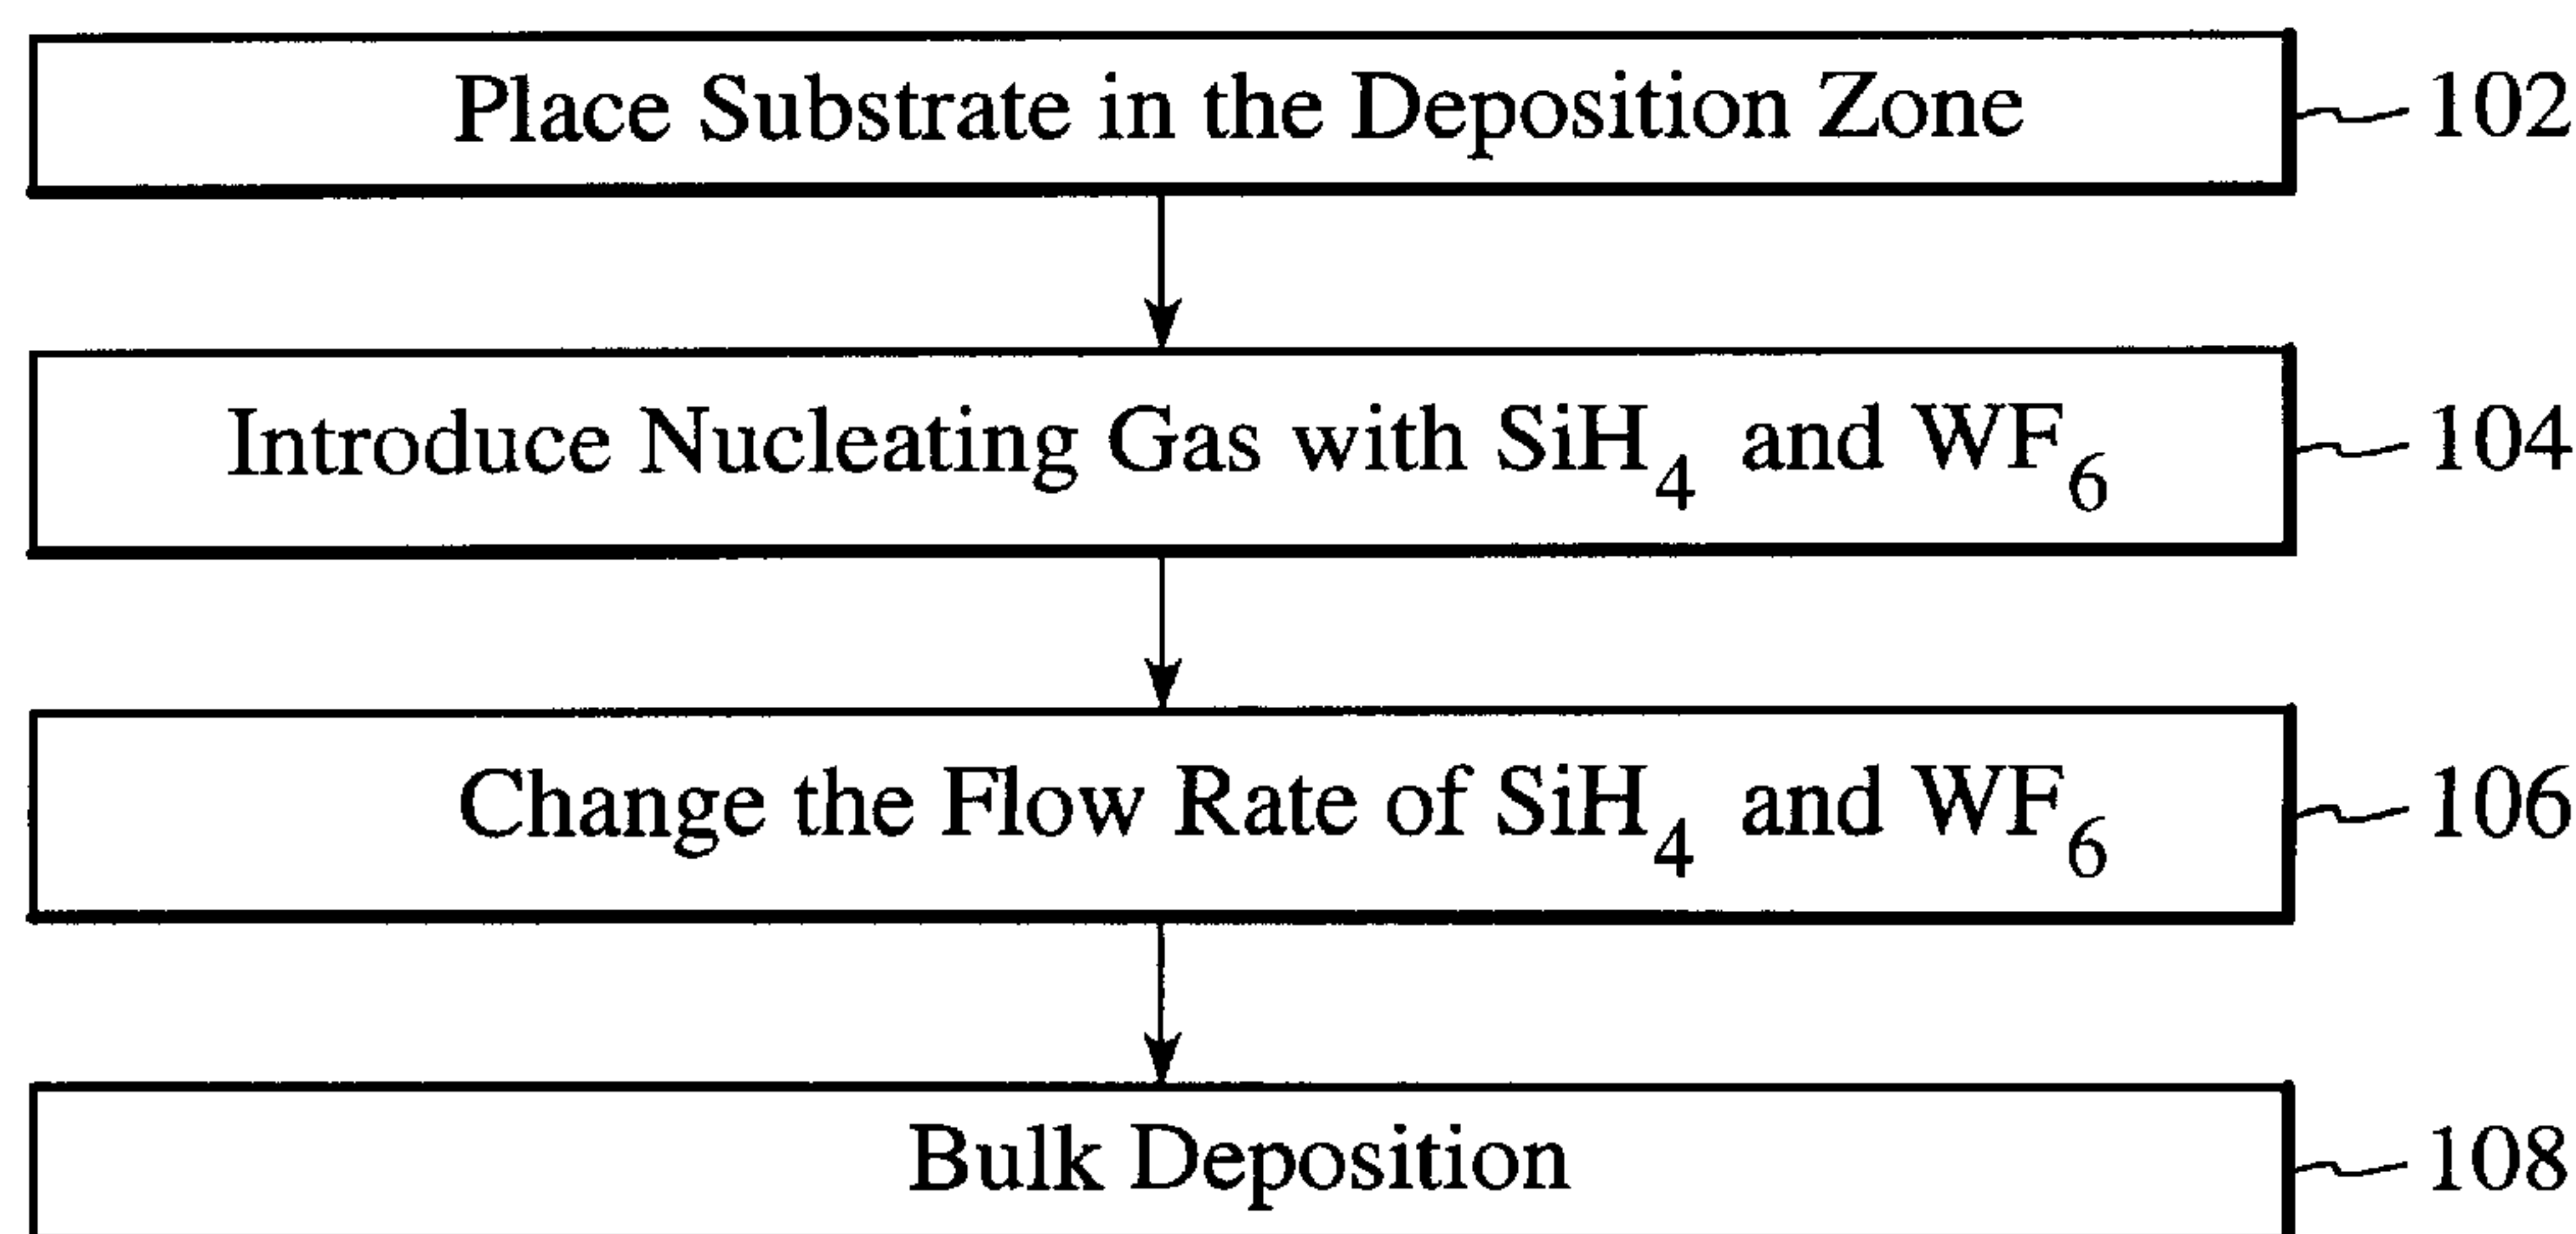 Place Substrate in the Deposition Zone 102
Introduce Nucleating Gas with SiH₄ and WF₆ 104
Change the Flow Rate of SiH₄ and WF₆ 106
Bulk Deposition 108